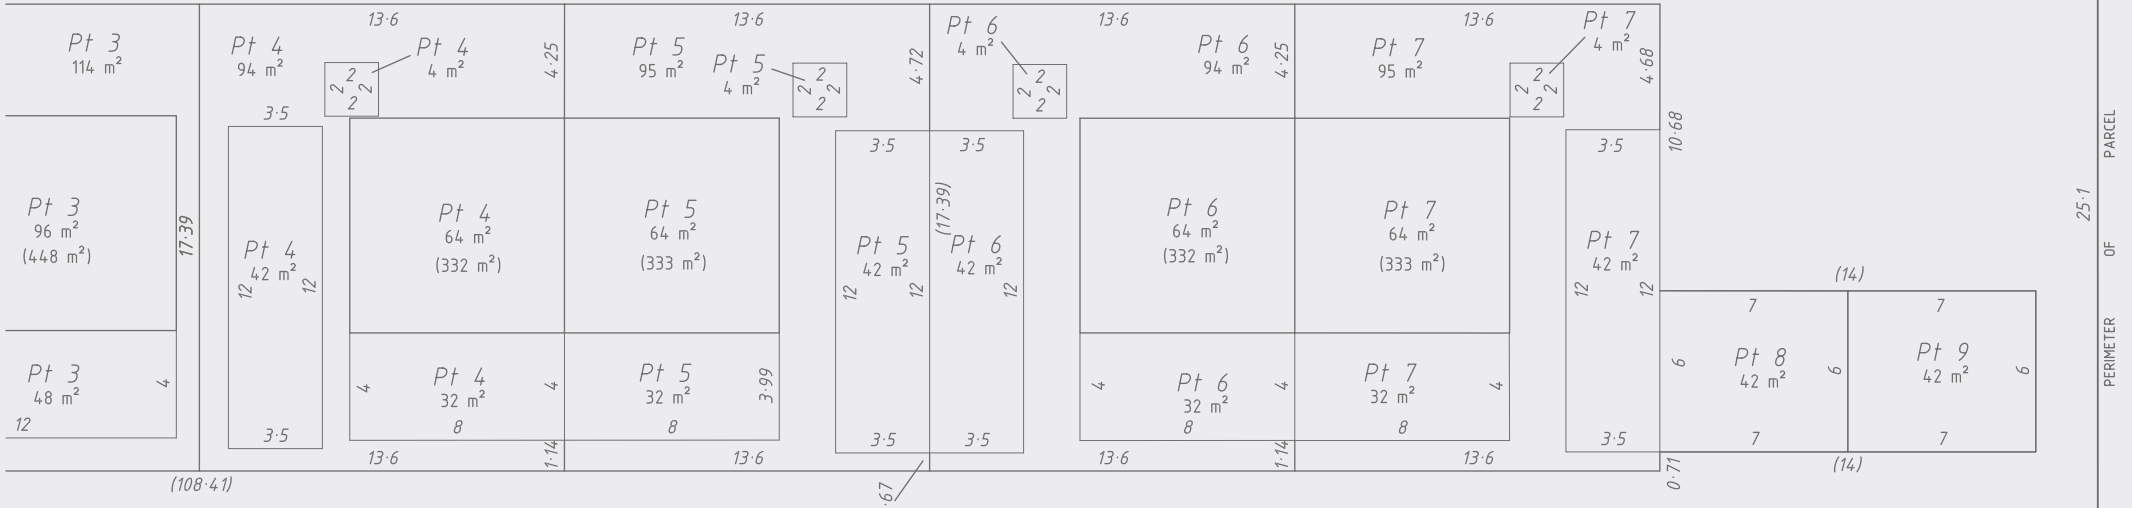 13·6
13·6
13·6
13·6
Pt 3
114 m²
Pt 4
94 m²
Pt 4
4 m²
2
2
2
2
4·25
Pt 5
95 m²
Pt 5
4 m²
2
2
2
2
4·72
Pt 6
4 m²
2
2
2
2
Pt 6
94 m²
4·25
Pt 7
95 m²
Pt 7
4 m²
2
2
2
2
4·68
10·68
3·5
3·5
3·5
3·5
Pt 3
96 m²
(448 m²)
17·39
Pt 4
42 m²
12
12
Pt 4
64 m²
(332 m²)
Pt 5
64 m²
(333 m²)
Pt 5
42 m²
12
12
(17·39)
Pt 6
42 m²
12
Pt 6
64 m²
(332 m²)
Pt 7
64 m²
(333 m²)
Pt 7
42 m²
12
12
25·1
PERIMETER OF PARCEL
(14)
7
7
6
Pt 8
42 m²
6
Pt 9
42 m²
6
7
7
(14)
Pt 3
48 m²
4
12
4
Pt 4
32 m²
4
8
Pt 5
32 m²
3·99
8
4
Pt 6
32 m²
4
8
Pt 7
32 m²
4
8
3·5
3·5
3·5
3·5
13·6
1·14
13·6
13·6
1·14
13·6
0·71
(108·41)
·67